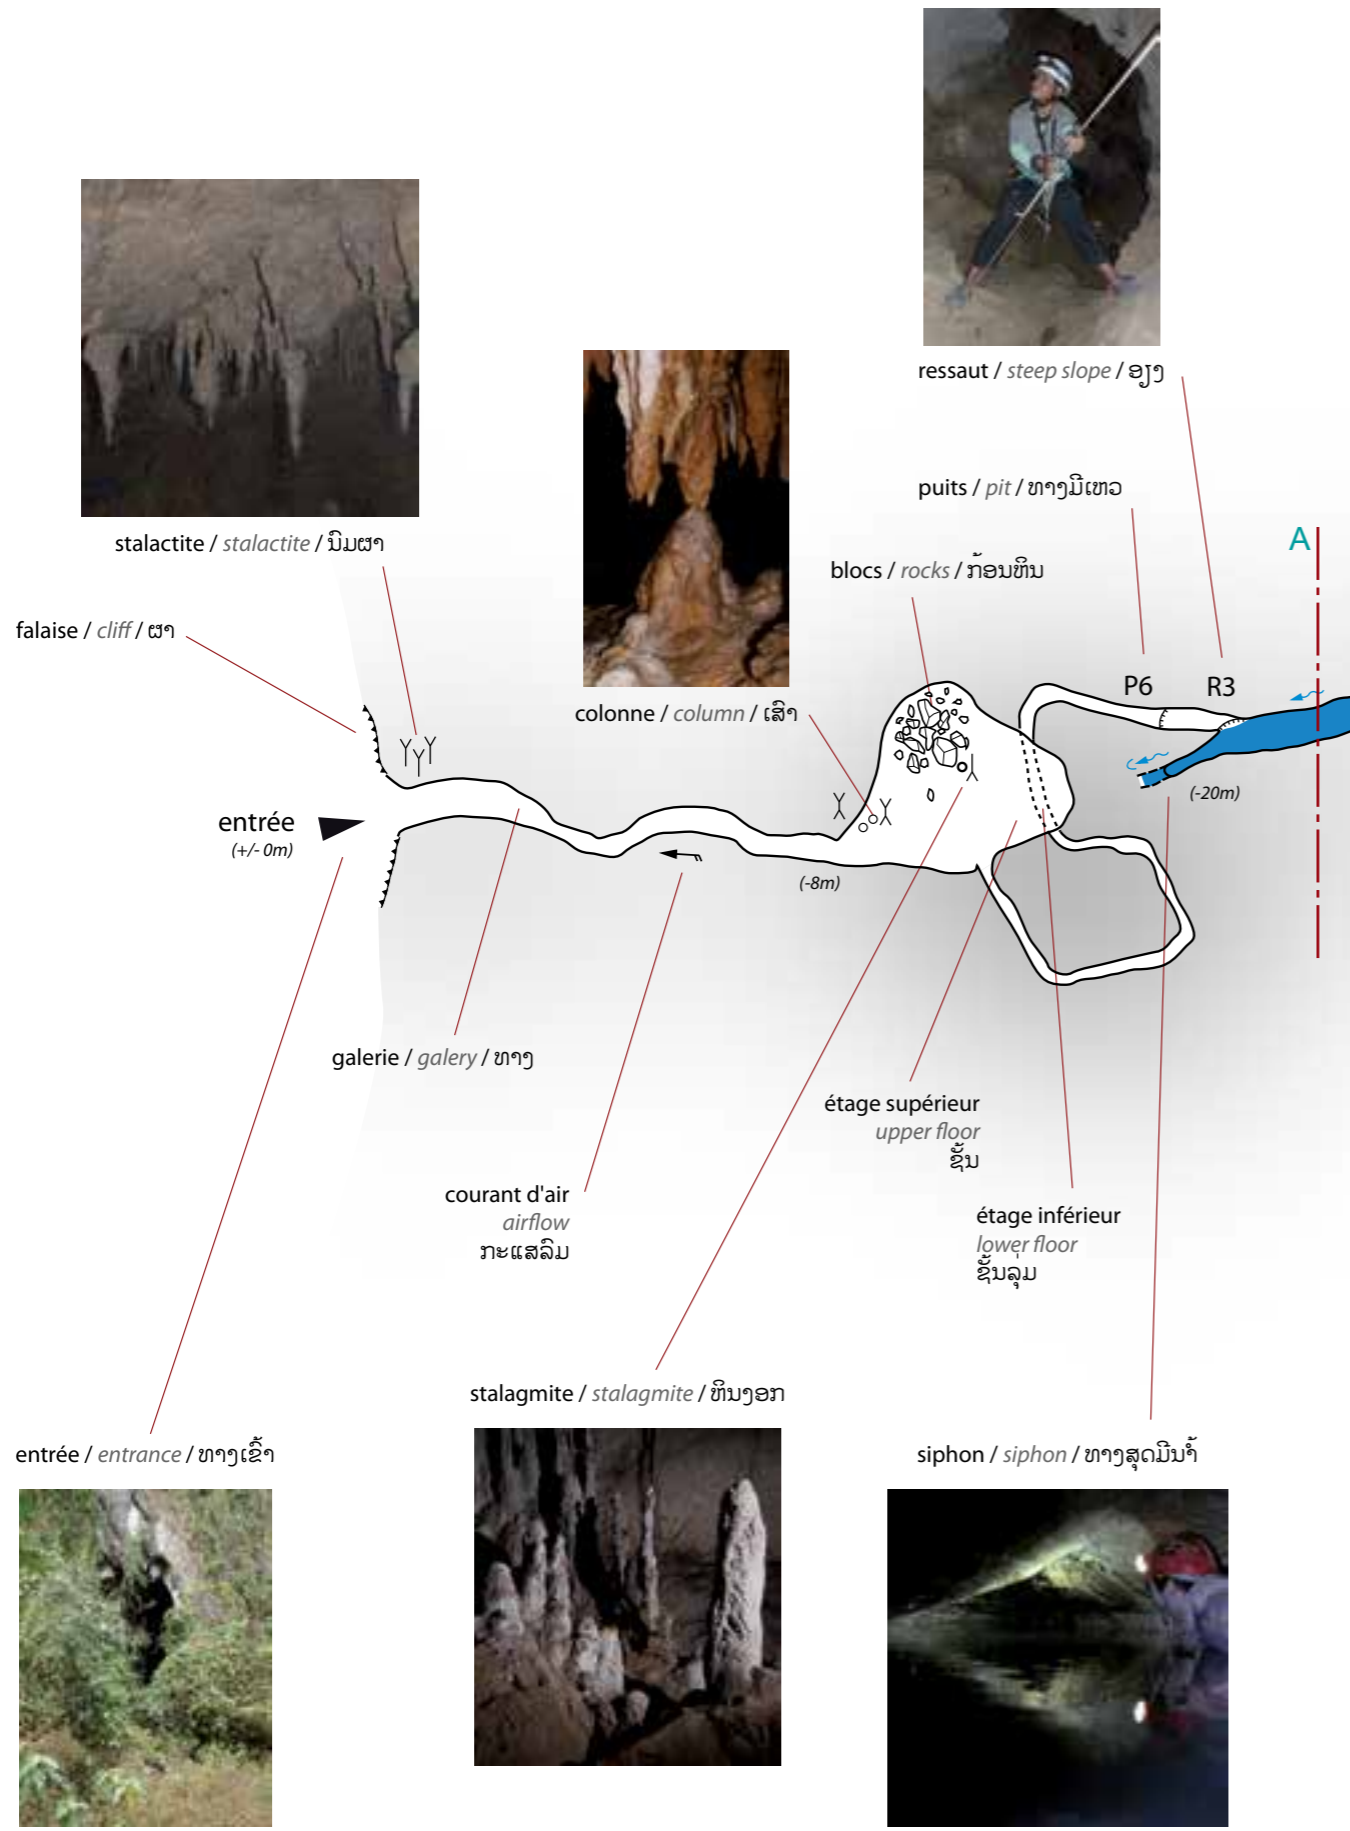 ressaut / steep slope / ອຽງ
puits / pit / ທາງມີເຫວ
A
stalactite / stalactite / ນົມຜາ
blocs / rocks / ກ້ອນຫິນ
falaise / cliff / ຜາ
P6
R3
colonne / column / ເສົາ
(-20m)
entrée
(+/- 0m)
(-8m)
galerie / galery / ທາງ
étage supérieur
upper floor
ຊັ້ນ
courant d'air
airflow
ກະແສລົມ
étage inférieur
lower floor
ຊັ້ນລຸ່ມ
stalagmite / stalagmite / ຫິນງອກ
entrée / entrance / ທາງເຂົ້າ
siphon / siphon / ທາງສຸດມີນໍ້າ